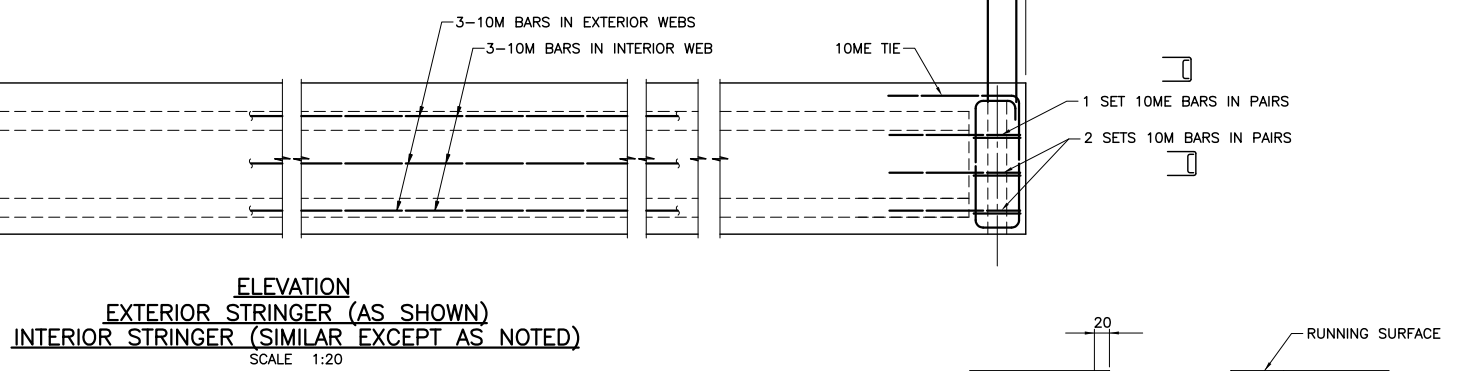 3-10M BARS IN EXTERIOR WEBS
3-10M BARS IN INTERIOR WEB
10ME TIE
1 SET 10ME BARS IN PAIRS
2 SETS 10M BARS IN PAIRS
ELEVATION
EXTERIOR STRINGER (AS SHOWN)
INTERIOR STRINGER (SIMILAR EXCEPT AS NOTED)
SCALE 1:20
20
RUNNING SURFACE